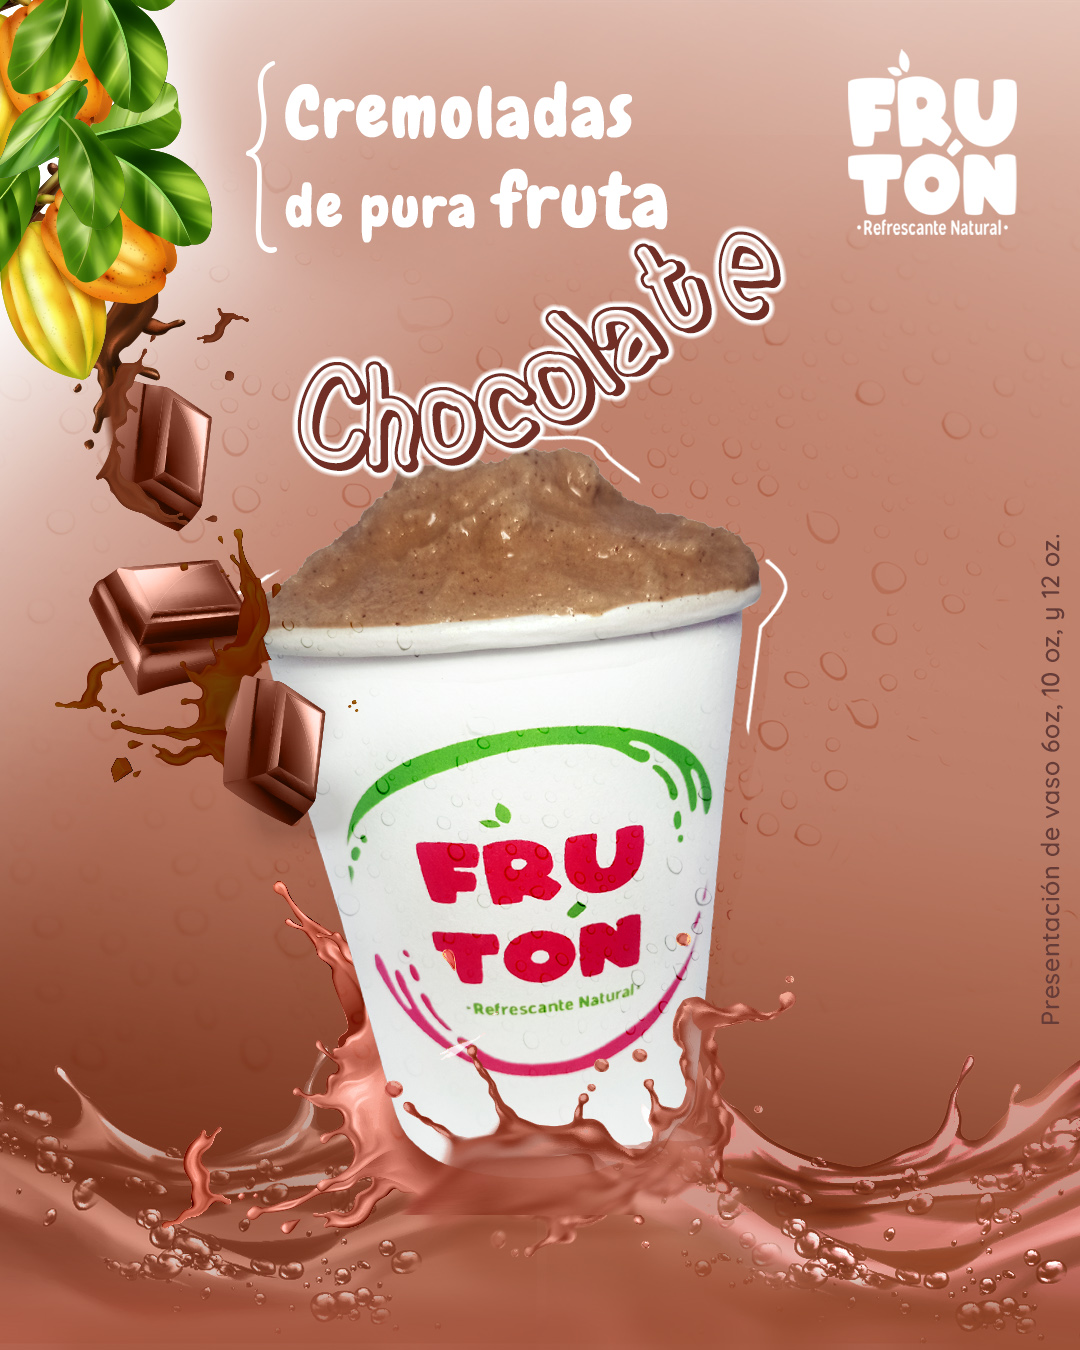 Cremoladas
de pura fruta
FRU
TÓN
•Refrescante Natural•
Chocolate
Presentación de vaso 6oz, 10 oz, y 12 oz.
FRU
TÓN
•Refrescante Natural•